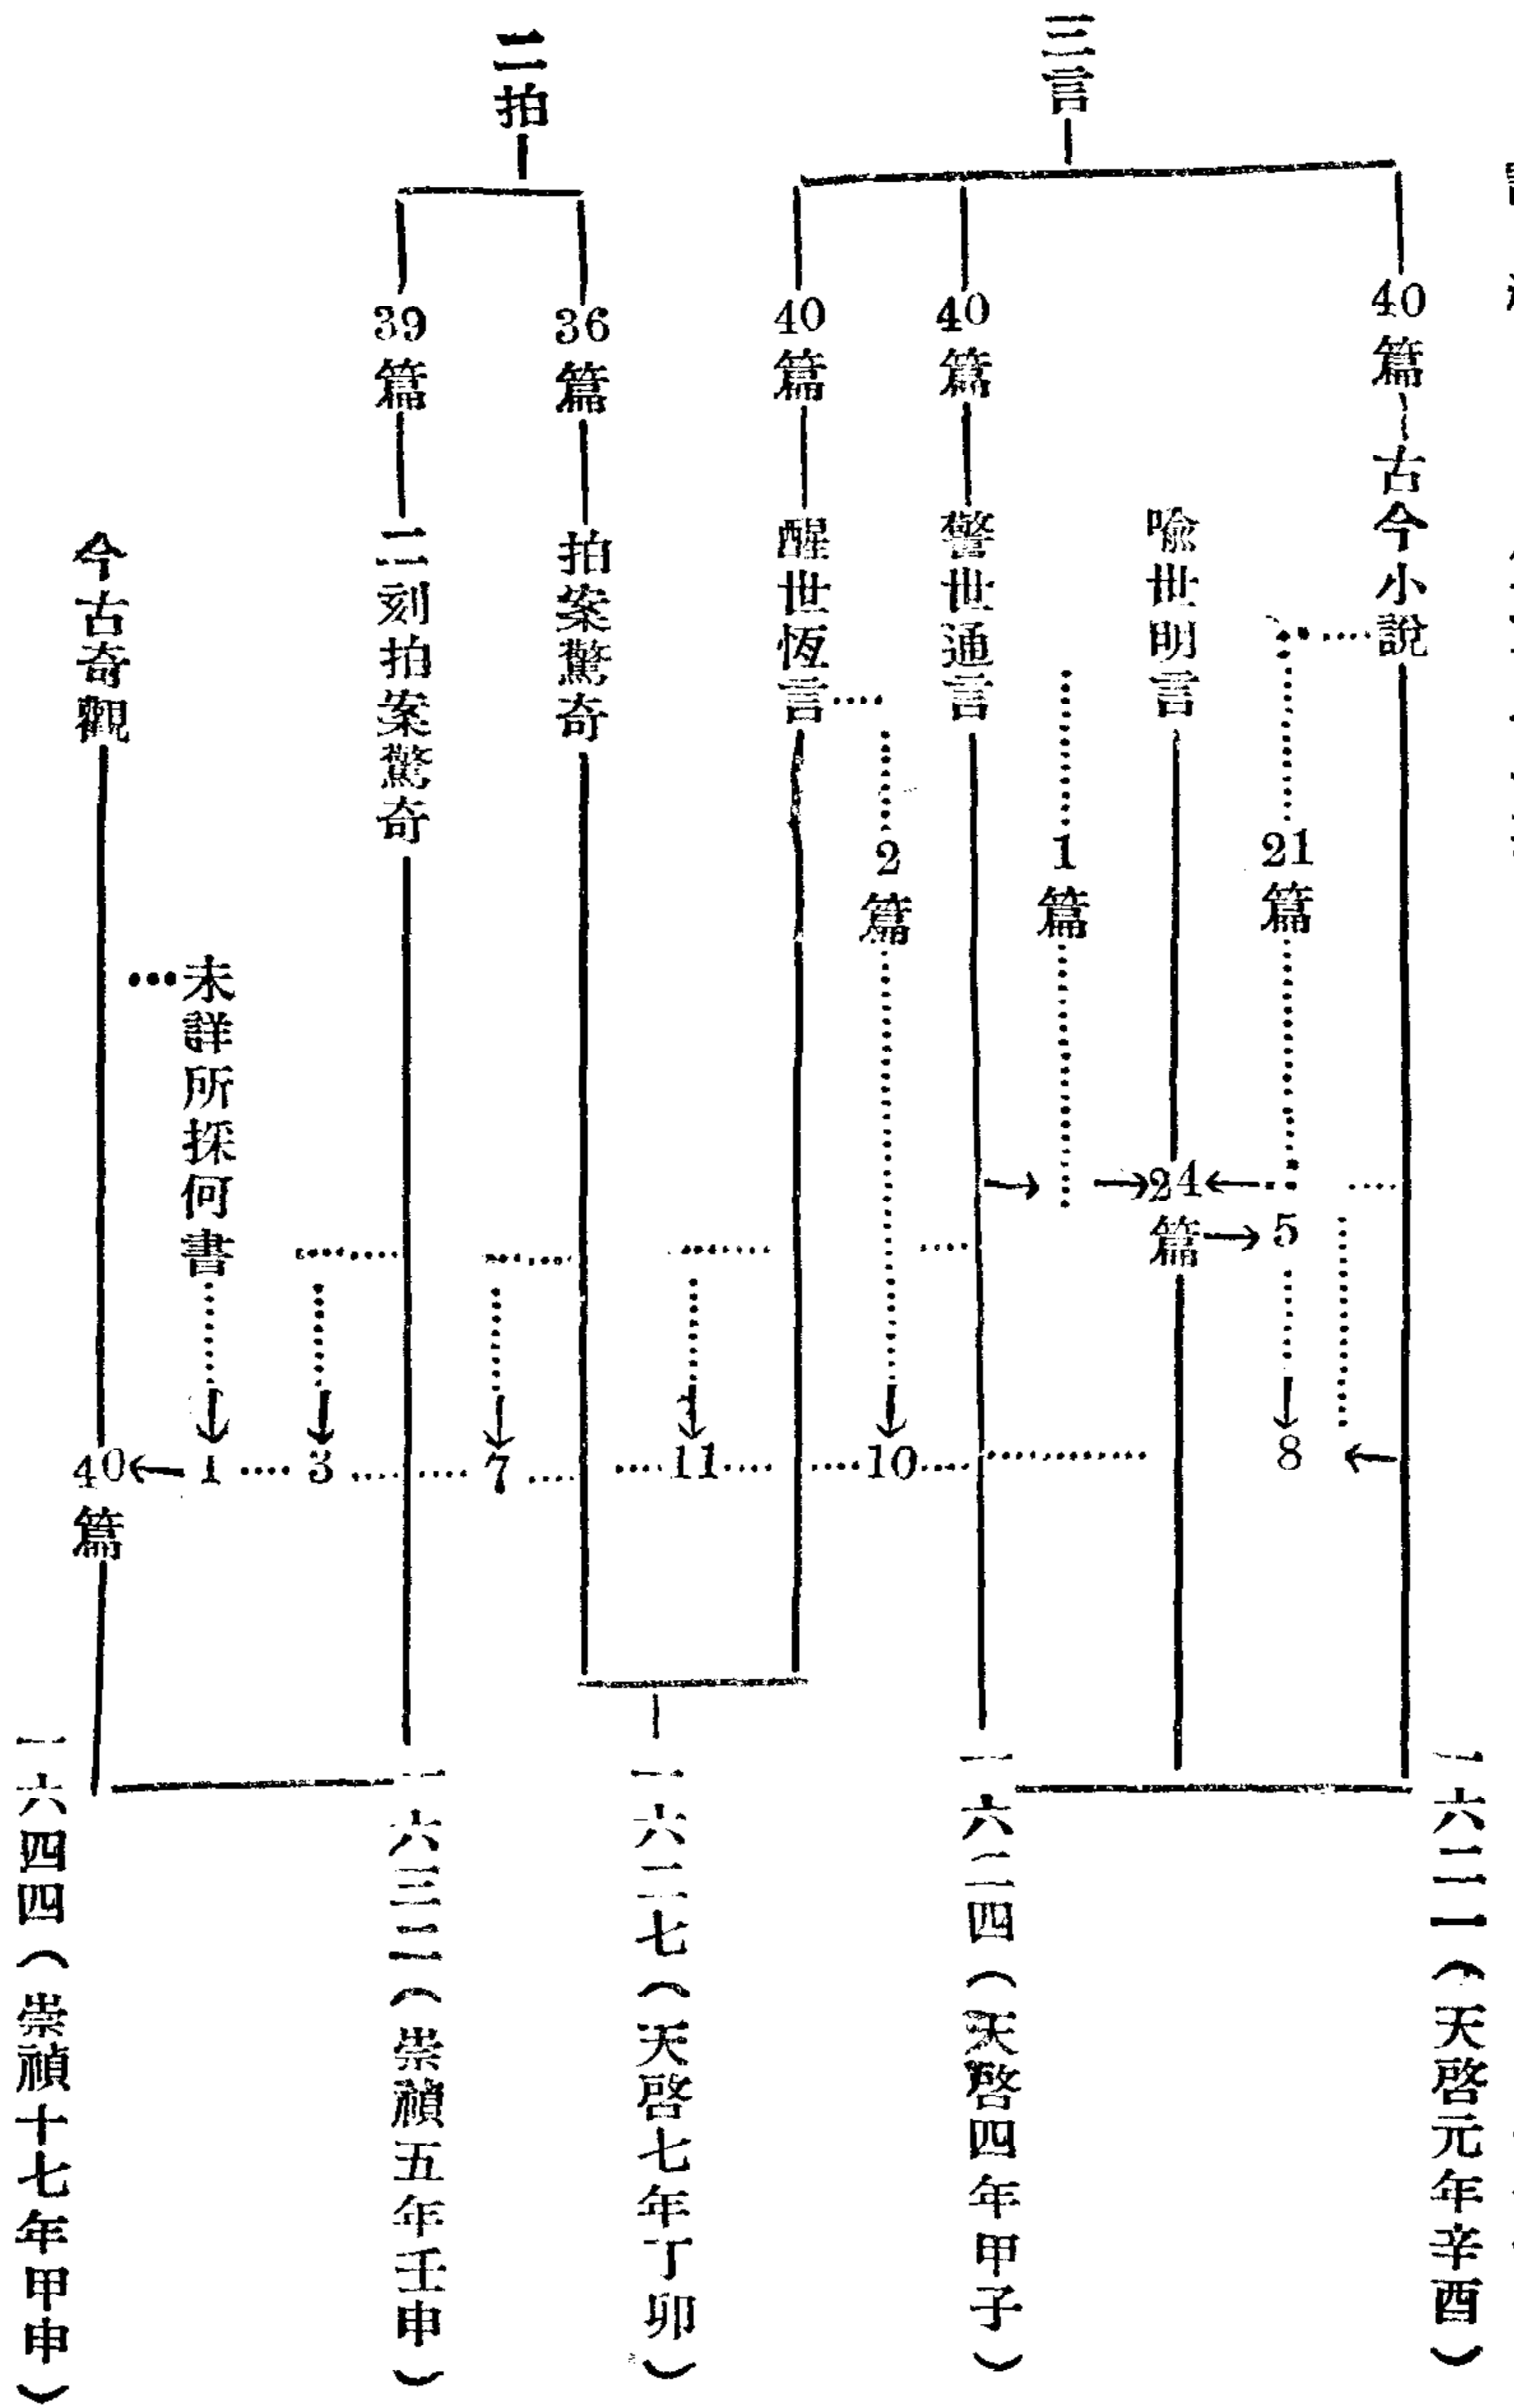 三言
40篇
古今小說
21篇
5
8
喻世明言
24篇
1篇
40篇
警世通言
2篇
10
40篇
醒世恆言
11
一六二一（天啓元年辛酉）
一六二四（天啓四年甲子）
二拍
36篇
拍案驚奇
7
一六二七（天啓七年丁卯）
39篇
二刻拍案驚奇
3
一六三二（崇禎五年壬申）
未詳所採何書
1
今古奇觀
40篇
一六四四（崇禎十七年甲申）